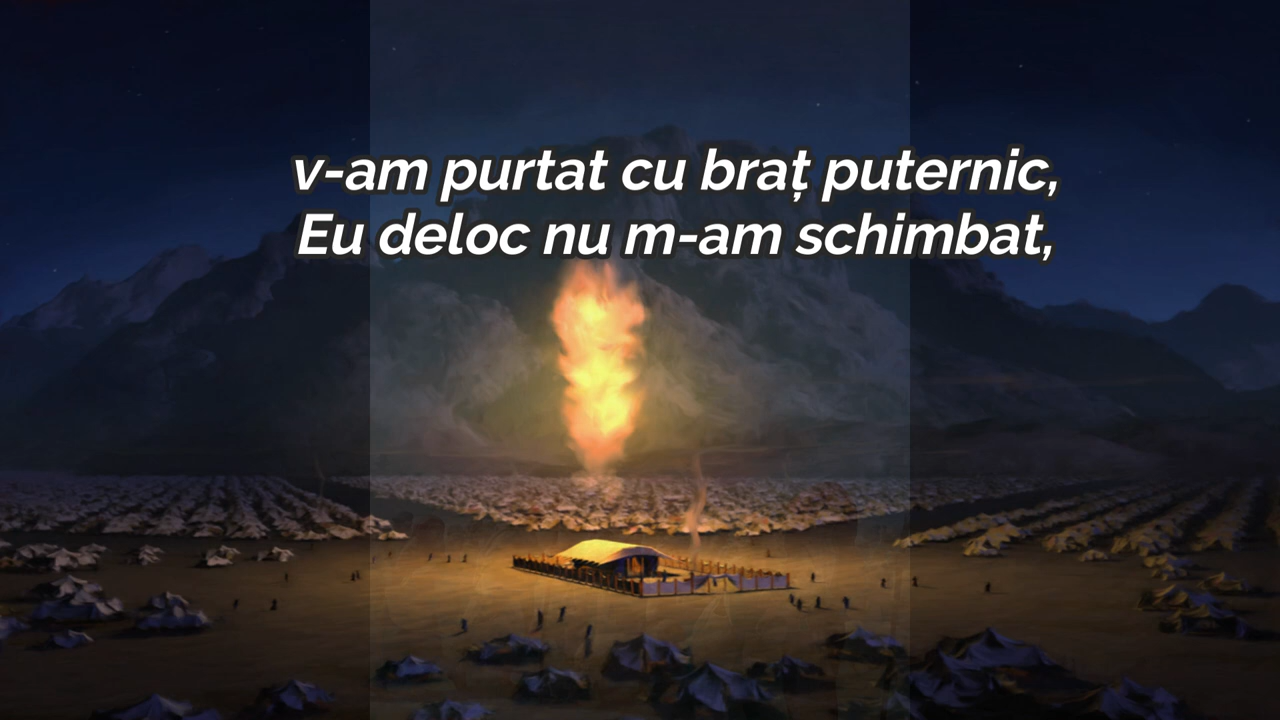 v-am purtat cu braț puternic,
Eu deloc nu m-am schimbat,